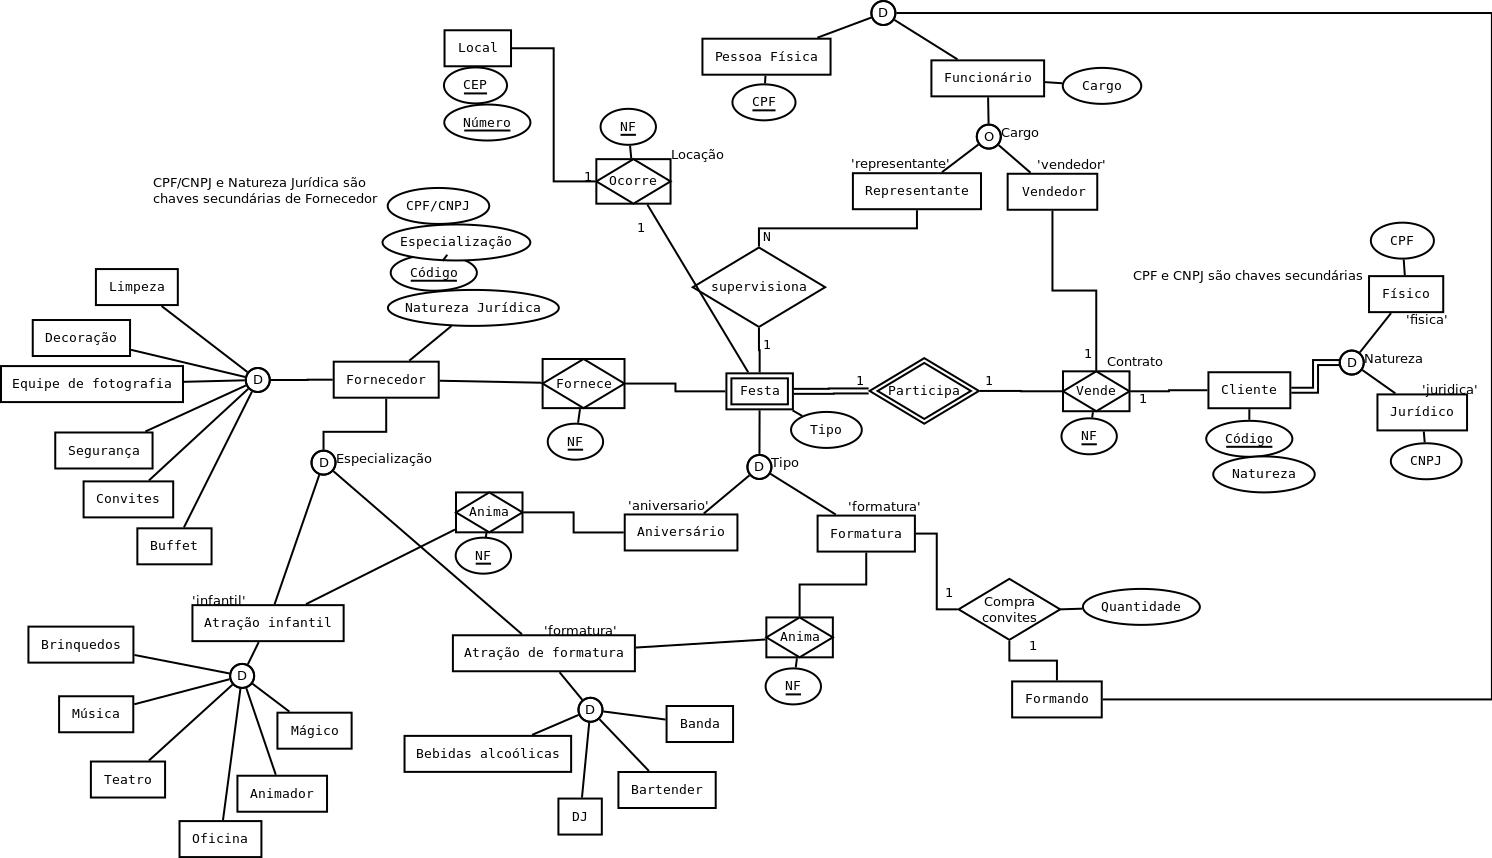 D
Local
Pessoa Física
Funcionário
CEP
CPF
Cargo
Número
NF
O
Cargo
Locação
'representante'
'vendedor'
CPF/CNPJ e Natureza Jurícica são
chaves secundárias de Fornecedor
1
Ocorre
Representante
Vendedor
CPF/CNPJ
1
N
CPF
Especialização
Código
CPF e CNPJ são chaves secundárias
Limpeza
supervisiona
Físico
Natureza Jurídica
'fisica'
Decoração
1
1
Contrato
D
Natureza
Equipe de fotografia
D
Fornecedor
Fornece
Festa
1
Participa
1
Vende
1
Cliente
'juridica'
Jurídico
Tipo
NF
NF
Código
Segurança
D
Especialização
D
Tipo
Natureza
CNPJ
Convites
Anima
'aniversario'
'formatura'
Aniversário
Formatura
Buffet
NF
'infantil'
1
Compra
convites
Quantidade
Atração infantil
'formatura'
Anima
1
Brinquedos
Atração de formatura
D
NF
Formando
Música
Mágico
D
Banda
Bebidas alcoólicas
Teatro
Animador
Bartender
DJ
Oficina